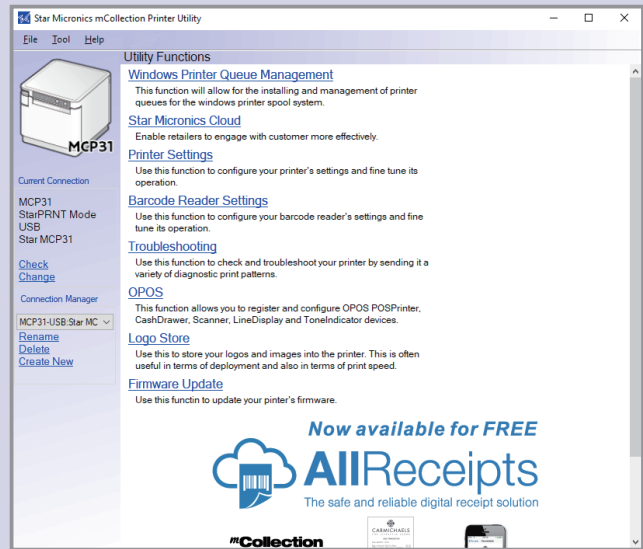 Star Micronics mCollection Printer Utility
File Tool Help
Utility Functions
MCP31
Current Connection
MCP31
StarPRNT Mode
USB
Star MCP31
Check
Change
Connection Manager
MCP31-USB:Star MC
Rename
Delete
Create New
Windows Printer Queue Management
This function will allow for the installing and management of printer
queues for the windows printer spool system.
Star Micronics Cloud
Enable retailers to engage with customer more effectively.
Printer Settings
Use this function to configure your printer's settings and fine tune its
operation.
Barcode Reader Settings
Use this function to configure your barcode reader's settings and fine
tune its operation.
Troubleshooting
Use this function to check and troubleshoot your printer by sending it a
variety of diagnostic print patterns.
OPOS
This function allows you to register and configure OPOS POSPrinter,
CashDrawer, Scanner, LineDisplay and ToneIndicator devices.
Logo Store
Use this to store your logos and images into the printer. This is often
useful in terms of deployment and also in terms of print speed.
Firmware Update
Use this functin to update your pinter's firmware.
Now available for FREE
AllReceipts
The safe and reliable digital receipt solution
mCollection
CARMICHAELS